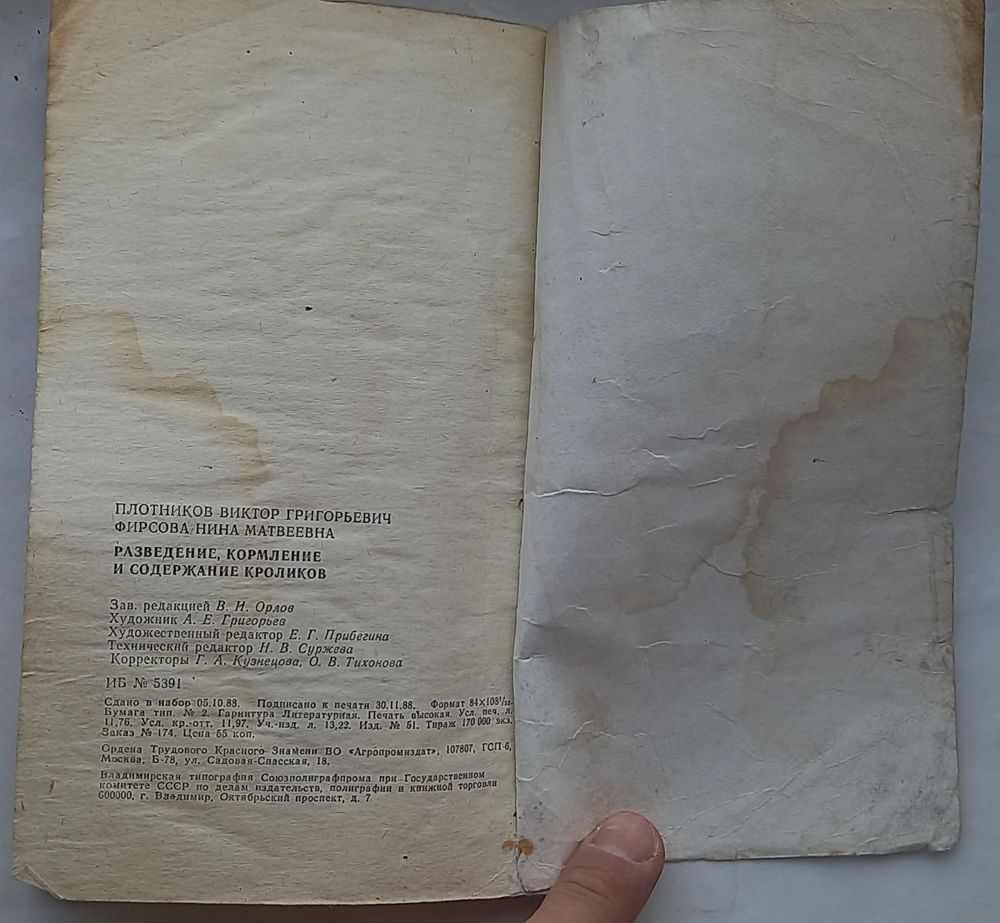 ПЛОТНИКОВ ВИКТОР ГРИГОРЬЕВИЧ
ФИРСОВА НИНА МАТВЕЕВНА
РАЗВЕДЕНИЕ, КОРМЛЕНИЕ
И СОДЕРЖАНИЕ КРОЛИКОВ
Зав. редакцией В. И. Орлов
Художник А. Е. Григорьев
Художественный редактор Е. Г. Прибегина
Технический редактор Н. В. Суржева
Корректоры Г. А. Кузнецова, О. В. Тихонова
ИБ № 5391
Сдано в набор 05.10.88. Подписано к печати 30.11.88. Формат 84×108¹/₃₂.
Бумага тип. № 2. Гарнитура Литературная. Печать высокая. Усл. печ. л.
11,76. Усл. кр.-отт. 11,97. Уч.-изд. л. 13,22. Изд. № 51. Тираж 170 000 экз.
Заказ № 174. Цена 55 коп.
Ордена Трудового Красного Знамени ВО «Агропромиздат», 107807, ГСП-6,
Москва, Б-78, ул. Садовая-Спасская, 18.
Владимирская типография Союзполиграфпрома при Государственном
комитете СССР по делам издательств, полиграфии и книжной торговли
600000, г. Владимир, Октябрьский проспект, д. 7